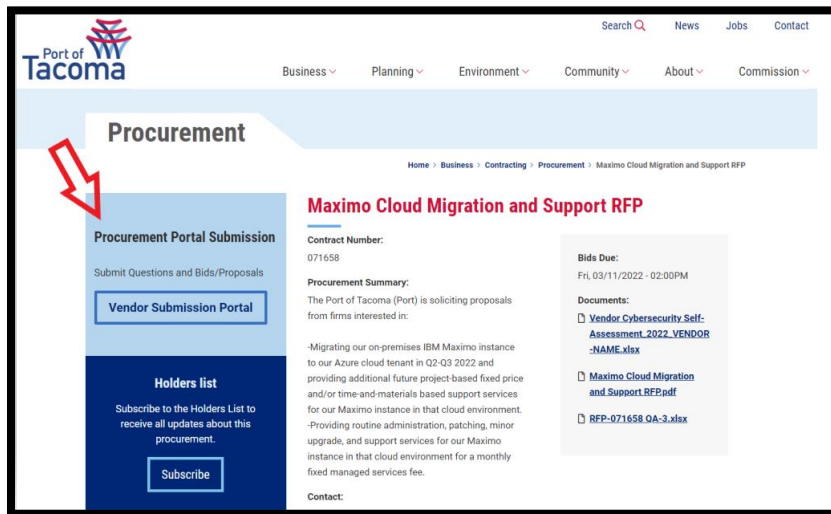 Port of
Tacoma
Search News Jobs Contact
Business Planning Environment Community About Commission
Procurement
Home > Business > Contracting > Procurement > Maximo Cloud Migration and Support RFP
Procurement Portal Submission
Submit Questions and Bids/Proposals
Vendor Submission Portal
Holders list
Subscribe to the Holders List to
receive all updates about this
procurement.
Subscribe
Maximo Cloud Migration and Support RFP
Contract Number:
071658
Procurement Summary:
The Port of Tacoma (Port) is soliciting proposals
from firms interested in:
-Migrating our on-premises IBM Maximo instance
to our Azure cloud tenant in Q2-Q3 2022 and
providing additional future project-based fixed price
and/or time-and-materials based support services
for our Maximo instance in that cloud environment.
-Providing routine administration, patching, minor
upgrade, and support services for our Maximo
instance in that cloud environment for a monthly
fixed managed services fee.
Contact:
Bids Due:
Fri, 03/11/2022 - 02:00PM
Documents:
Vendor Cybersecurity Self-
Assessment_2022_VENDOR
-NAME.xlsx
Maximo Cloud Migration
and Support RFP.pdf
RFP-071658 QA-3.xlsx